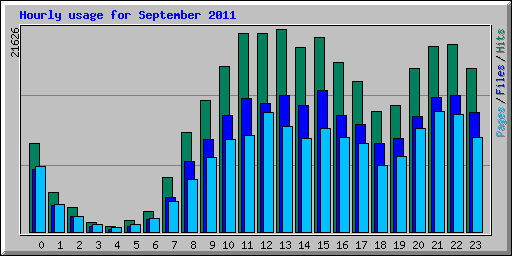 Hourly usage for September 2011
21626
Pages/Files/Hits
0 1 2 3 4 5 6 7 8 9 10 11 12 13 14 15 16 17 18 19 20 21 22 23